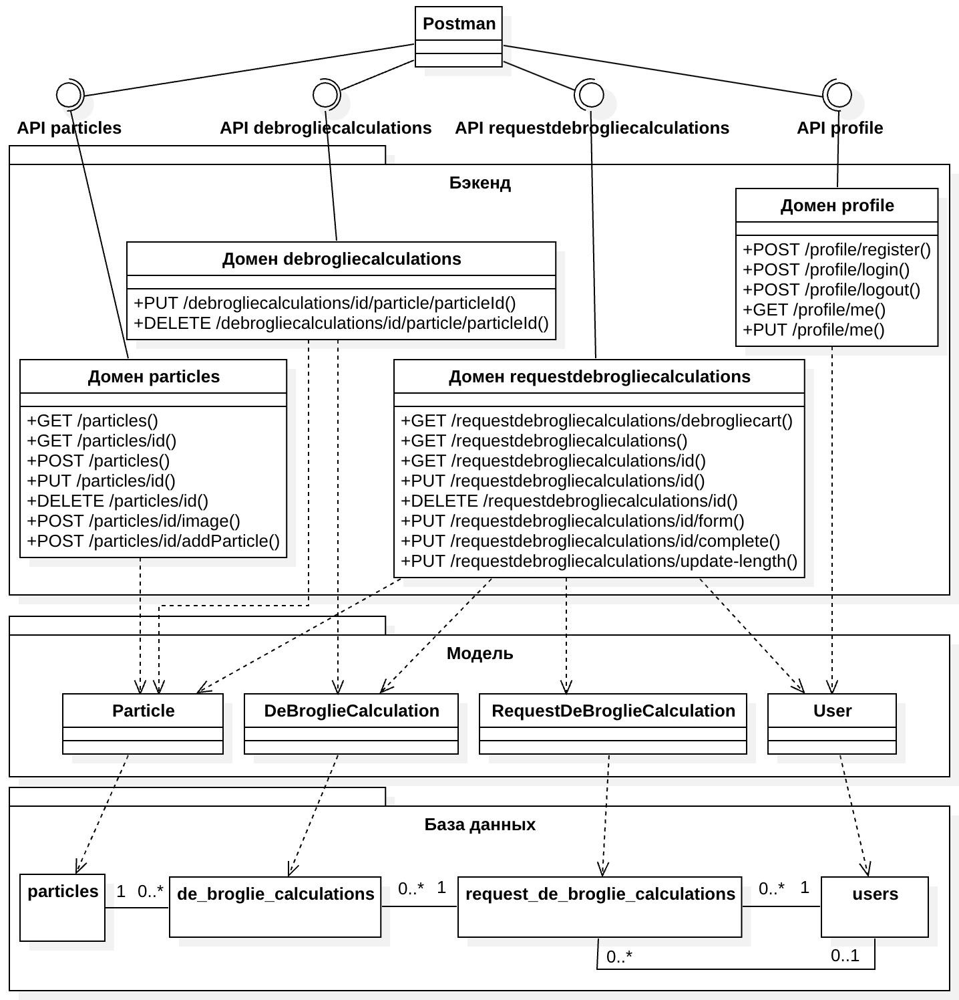 Postman
API particles
API debrogliecalculations
API requestdebrogliecalculations
API profile
Бэкенд
Домен profile
+POST /profile/register()
+POST /profile/login()
+POST /profile/logout()
+GET /profile/me()
+PUT /profile/me()
Домен debrogliecalculations
+PUT /debrogliecalculations/id/particle/particleId()
+DELETE /debrogliecalculations/id/particle/particleId()
Домен particles
+GET /particles()
+GET /particles/id()
+POST /particles()
+PUT /particles/id()
+DELETE /particles/id()
+POST /particles/id/image()
+POST /particles/id/addParticle()
Домен requestdebrogliecalculations
+GET /requestdebrogliecalculations/debrogliecart()
+GET /requestdebrogliecalculations()
+GET /requestdebrogliecalculations/id()
+PUT /requestdebrogliecalculations/id()
+DELETE /requestdebrogliecalculations/id()
+PUT /requestdebrogliecalculations/id/form()
+PUT /requestdebrogliecalculations/id/complete()
+PUT /requestdebrogliecalculations/update-length()
Модель
Particle
DeBroglieCalculation
RequestDeBroglieCalculation
User
База данных
particles
1
0..*
de_broglie_calculations
0..*
1
request_de_broglie_calculations
0..*
1
users
0..*
0..1